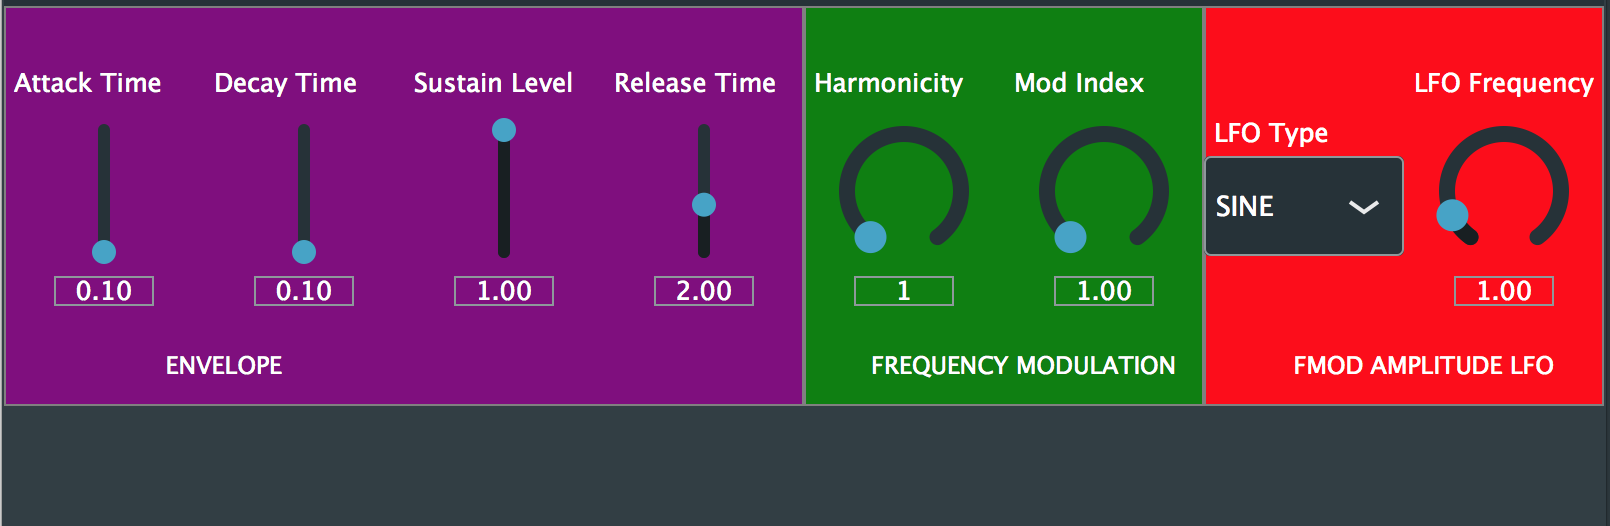 Attack Time
Decay Time
Sustain Level
Release Time
Harmonicity
Mod Index
LFO Frequency
LFO Type
SINE
0.10
0.10
1.00
2.00
1
1.00
1.00
ENVELOPE
FREQUENCY MODULATION
FMOD AMPLITUDE LFO